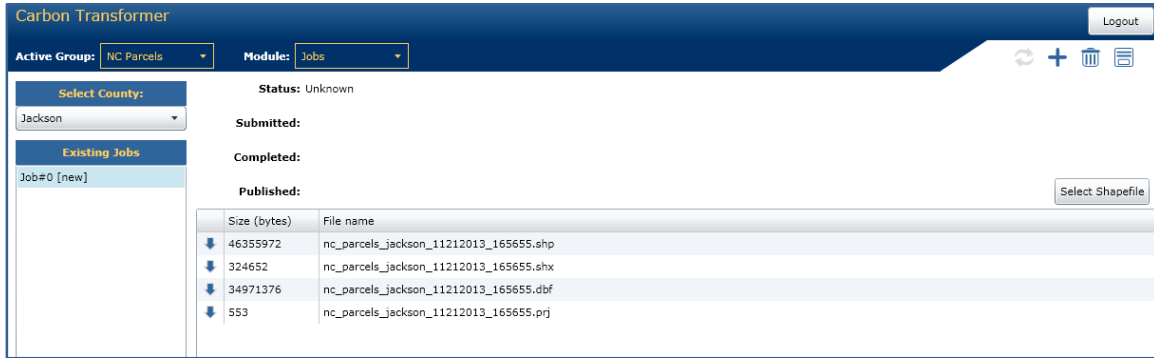 Carbon Transformer
Logout
Active Group: NC Parcels Module: Jobs
Select County:
Jackson
Existing Jobs
Job#0 [new]
Status: Unknown
Submitted:
Completed:
Published:
Select Shapefile
Size (bytes) File name
46355972 nc_parcels_jackson_11212013_165655.shp
324652 nc_parcels_jackson_11212013_165655.shx
34971376 nc_parcels_jackson_11212013_165655.dbf
553 nc_parcels_jackson_11212013_165655.prj